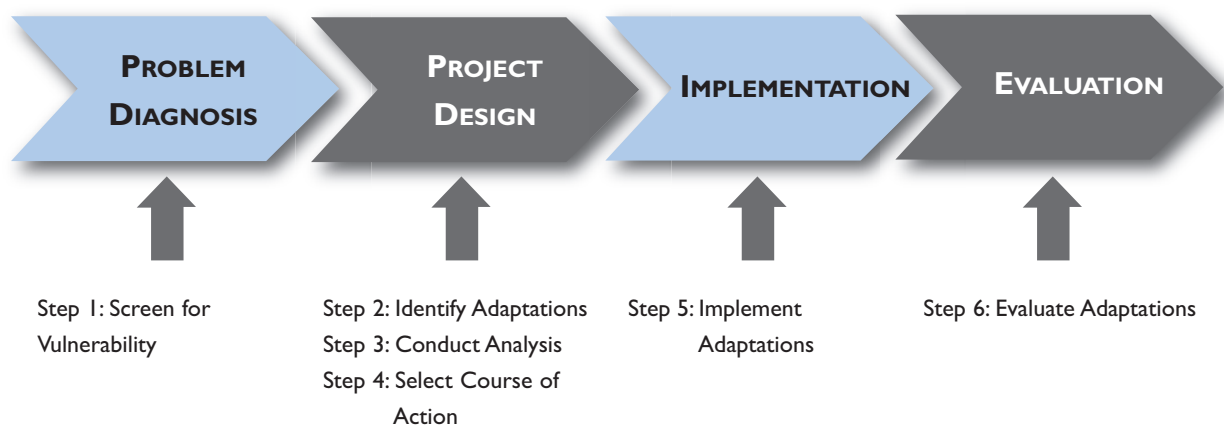 PROBLEM
DIAGNOSIS
PROJECT
DESIGN
IMPLEMENTATION
EVALUATION
Step 1: Screen for
Vulnerability
Step 2: Identify Adaptations
Step 3: Conduct Analysis
Step 4: Select Course of
Action
Step 5: Implement
Adaptations
Step 6: Evaluate Adaptations